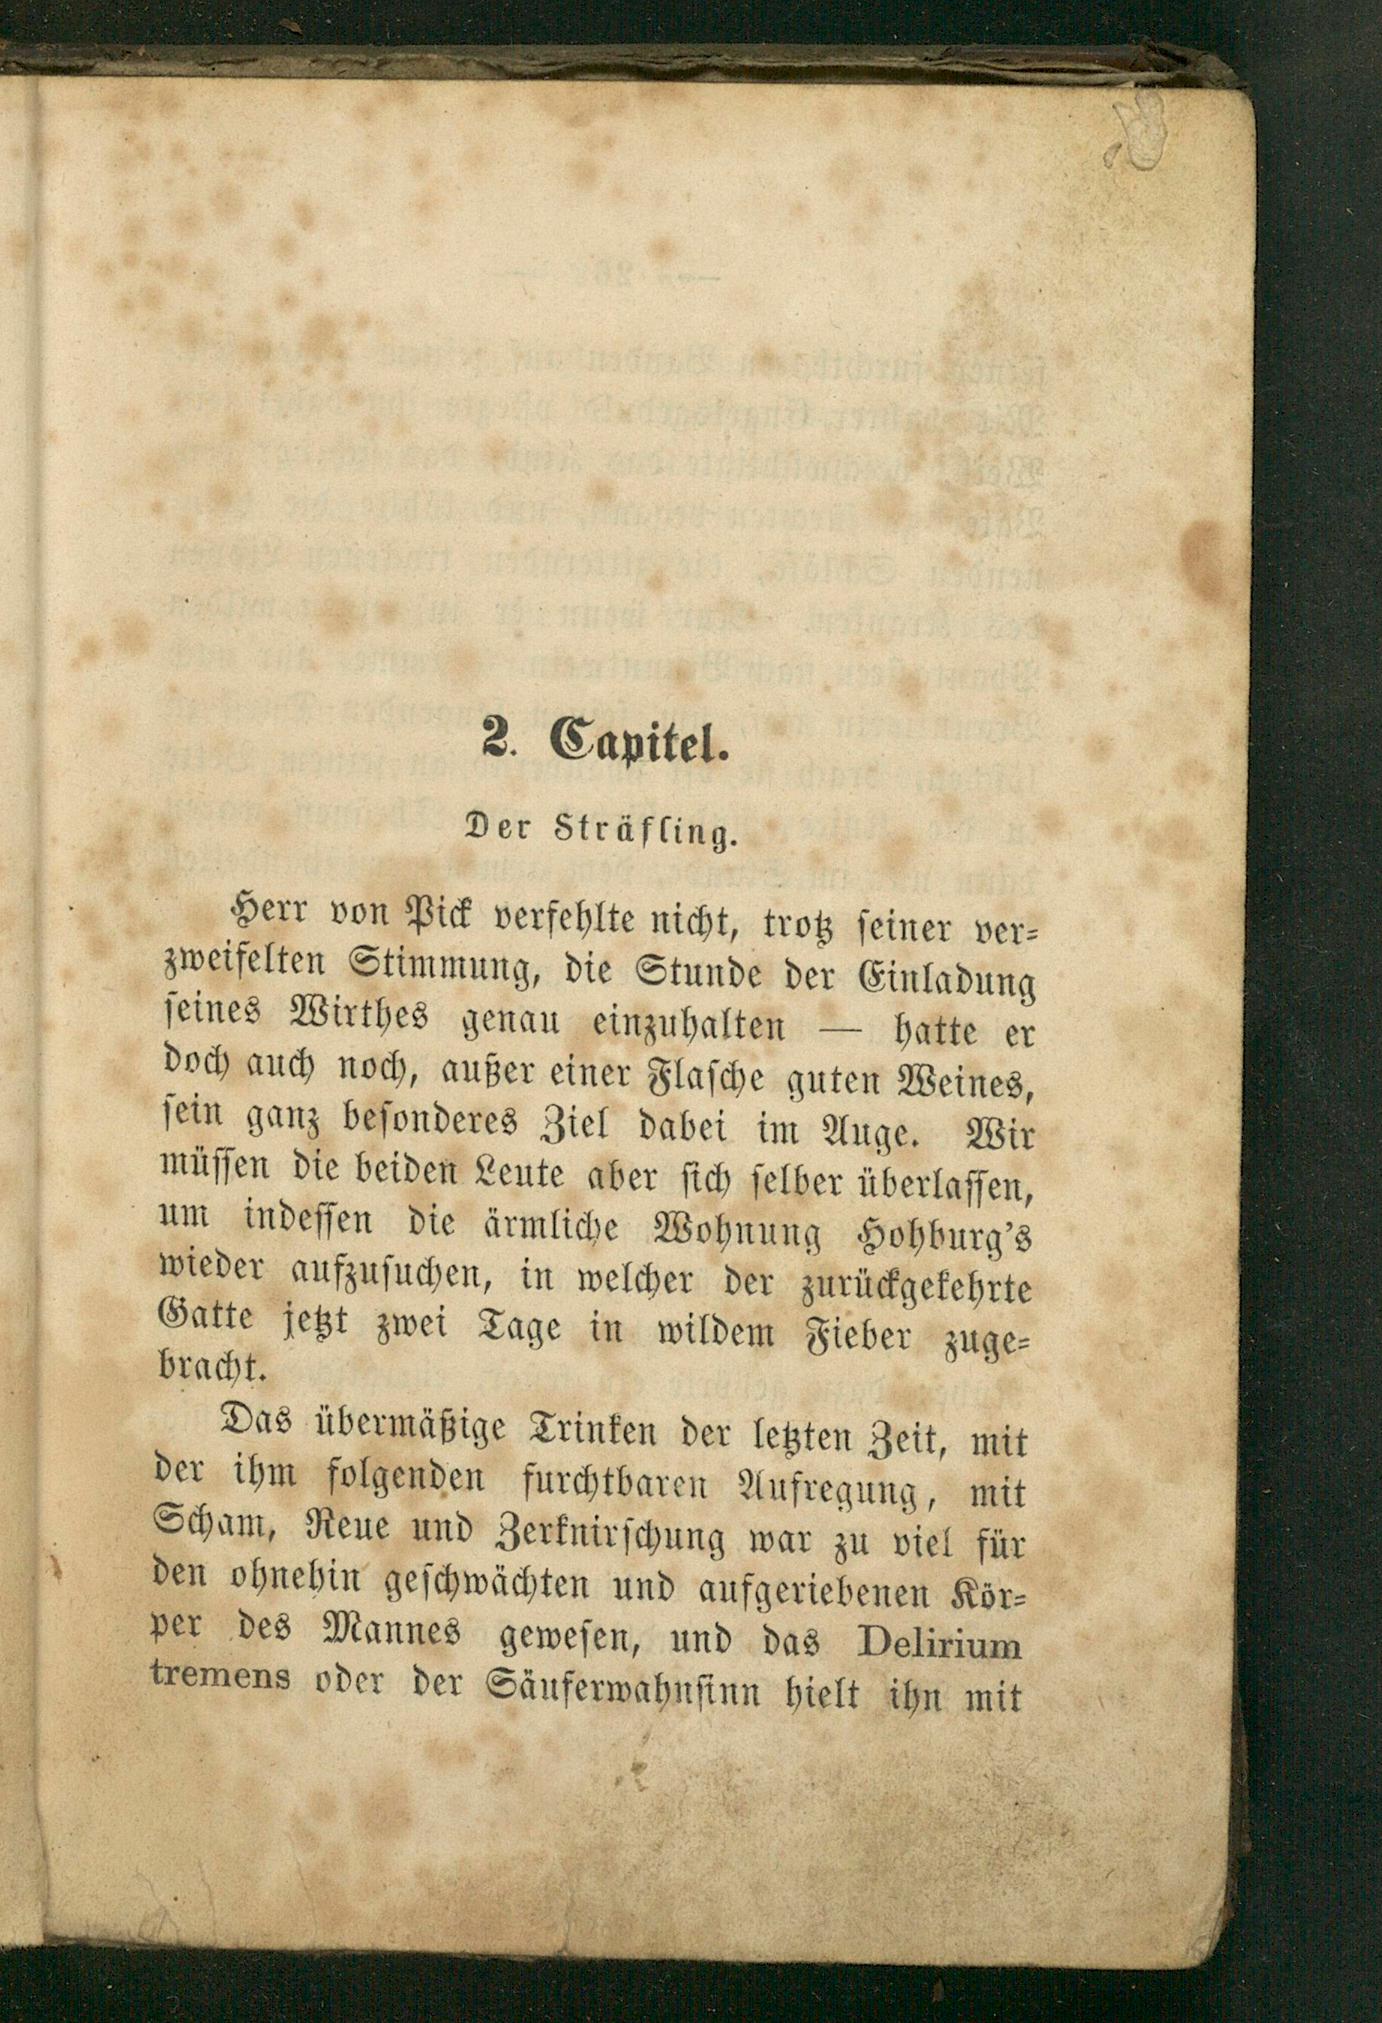 2. Capitel.
Der Sträfling.
Herr von Pick verfehlte nicht, trotz seiner ver-
zweifelten Stimmung, die Stunde der Einladung
seines Wirthes genau einzuhalten — hatte er
doch auch noch, außer einer Flasche guten Weines,
sein ganz besonderes Ziel dabei im Auge. Wir
müssen die beiden Leute aber sich selber überlassen,
um indessen die ärmliche Wohnung Hohburg's
wieder aufzusuchen, in welcher der zurückgekehrte
Gatte jetzt zwei Tage in wildem Fieber zuge-
bracht.
Das übermäßige Trinken der letzten Zeit, mit
der ihm folgenden furchtbaren Aufregung, mit
Scham, Reue und Zerknirschung war zu viel für
den ohnehin geschwächten und aufgeriebenen Kör-
per des Mannes gewesen, und das Delirium
tremens oder der Säuferwahnsinn hielt ihn mit